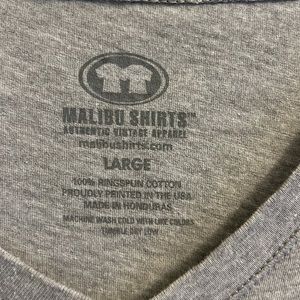 MALIBU SHIRTS™
AUTHENTIC VINTAGE APPAREL
malibushirts.com
LARGE
100% RINGSPUN COTTON
PROUDLY PRINTED IN THE USA
MADE IN HONDURAS
MACHINE WASH COLD WITH LIKE COLORS
TUMBLE DRY LOW